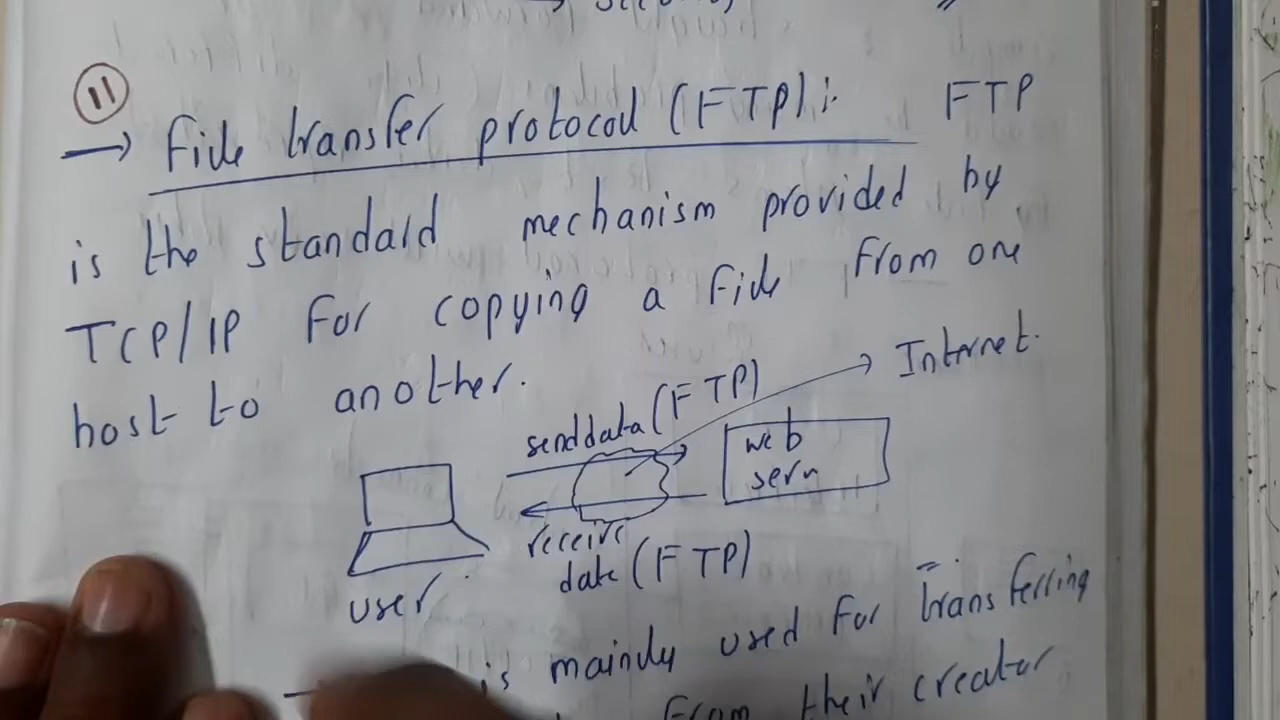 11
→ File transfer protocol (FTP): FTP
is the standard mechanism provided by
TCP/IP For copying a File From one
host to another.
Internet.
send data (FTP)
web
serv
receive
date (FTP)
user
is mainly used For transferring
From their creator